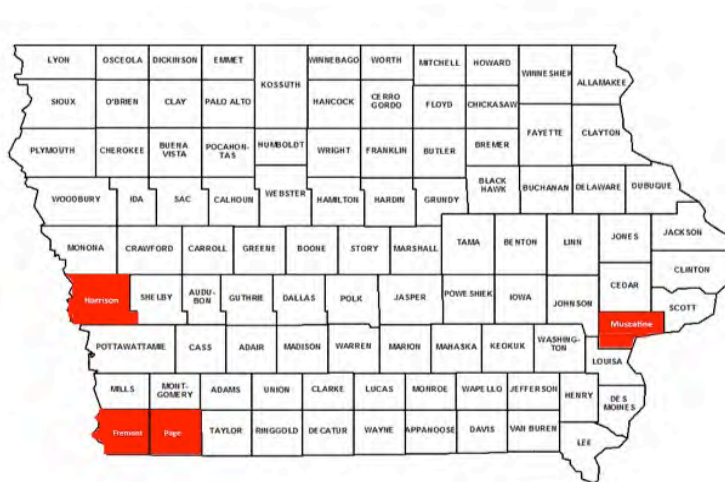 LYON OSCEOLA DICKINSON EMMET WINNEBAGO WORTH MITCHELL HOWARD
KOSSUTH WINNESHIEK ALLAMAKEE
SIOUX O'BRIEN CLAY PALO ALTO HANCOCK CERRO GORDO FLOYD CHICKASAW
PLYMOUTH CHEROKEE BUENA VISTA POCAHON-TAS HUMBOLDT WRIGHT FRANKLIN BUTLER BREMER FAYETTE CLAYTON
WOODBURY IDA SAC CALHOUN WEBSTER HAMILTON HARDIN GRUNDY BLACK HAWK BUCHANAN DELAWARE DUBUQUE
MONONA CRAWFORD CARROLL GREENE BOONE STORY MARSHALL TAMA BENTON LINN JONES JACKSON
CLINTON
Harrison SHELBY AUDU-BON GUTHRIE DALLAS POLK JASPER POWESHIEK IOWA JOHNSON CEDAR SCOTT
Muscatine
POTTAWATTAMIE CASS ADAIR MADISON WARREN MARION MAHASKA KEOKUK WASHING-TON LOUISA
MILLS MONT-GOMERY ADAMS UNION CLARKE LUCAS MONROE WAPELLO JEFFERSON HENRY DES MOINES
Fremont Page TAYLOR RINGGOLD DECATUR WAYNE APPANOOSE DAVIS VAN BUREN LEE